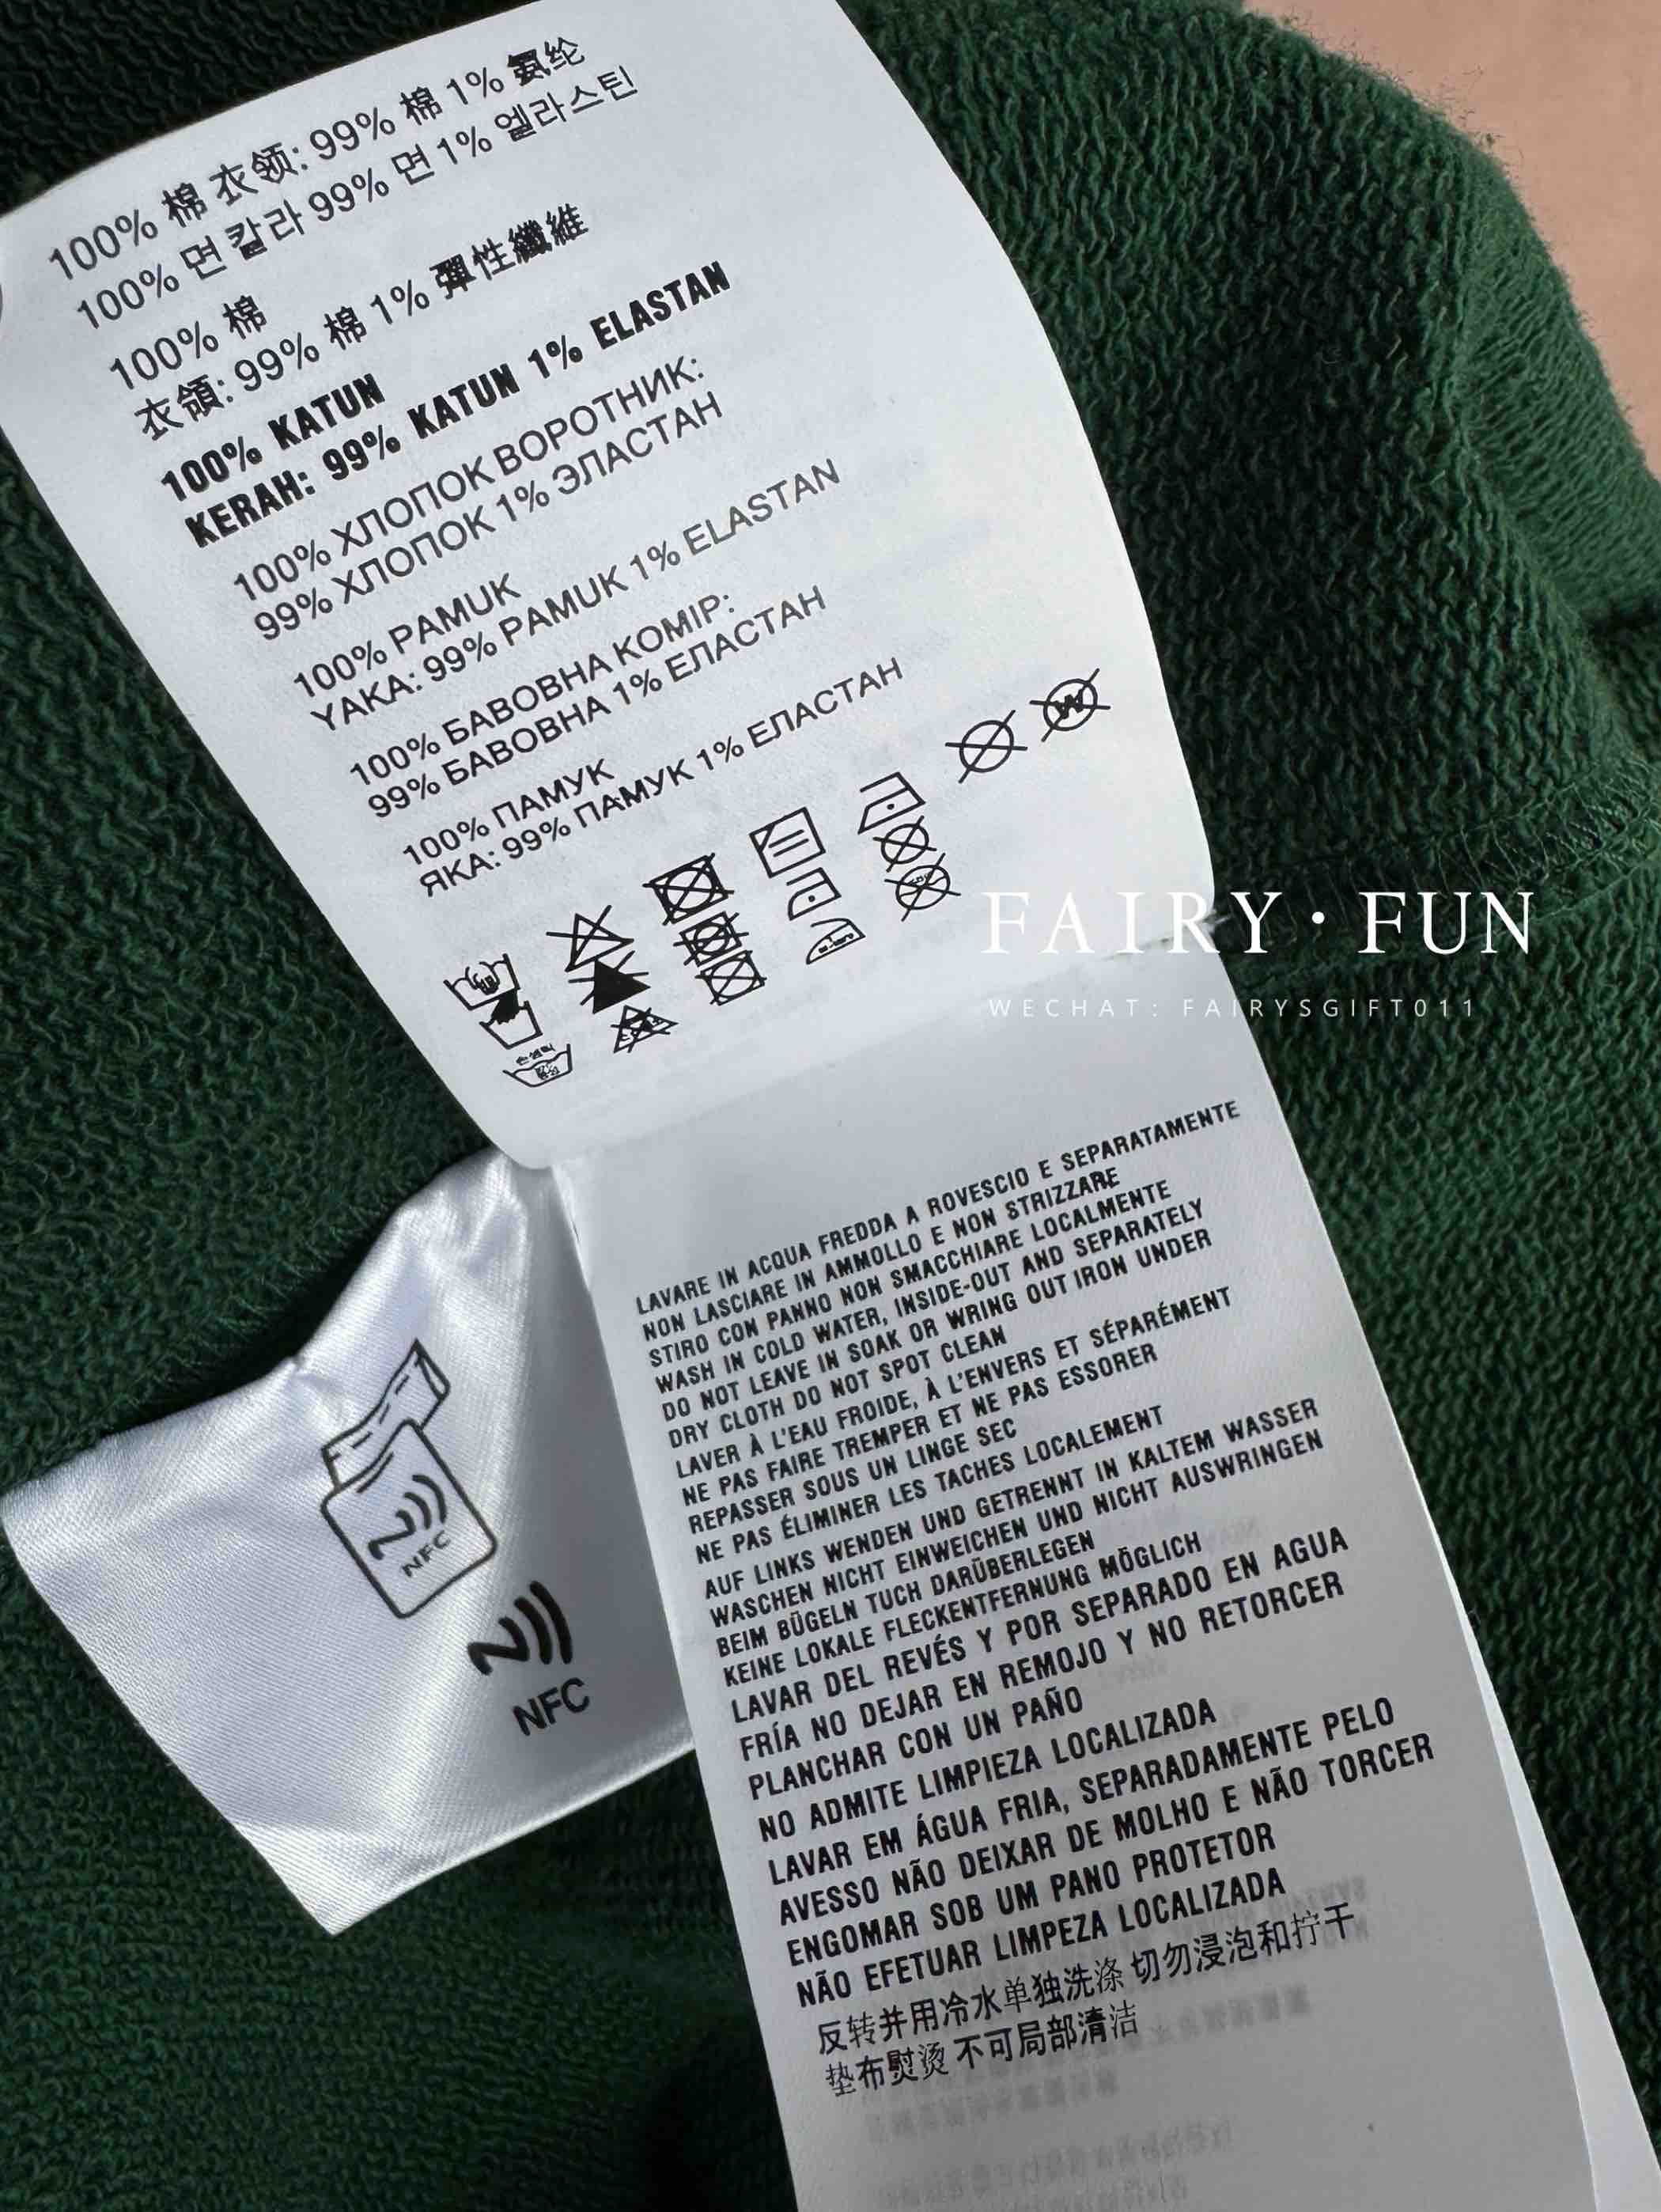 100% 棉 衣领: 99% 棉 1% 氨纶
100% 면 칼라 99% 면 1% 엘라스틴
100% 棉
衣領: 99% 棉 1% 彈性纖維
100% KATUN
KERAH: 99% KATUN 1% ELASTAN
100% ХЛОПОК ВОРОТНИК:
99% ХЛОПОК 1% ЭЛАСТАН
100% PAMUK
YAKA: 99% PAMUK 1% ELASTAN
100% БАВОВНА КОМІР:
99% БАВОВНА 1% ЕЛАСТАН
100% ПАМУК
ЯКА: 99% ПАМУК 1% ЕЛАСТАН
W
FAIRY·FUN
WECHAT: FAIRYSGIFT011
LAVARE IN ACQUA FREDDA A ROVESCIO E SEPARATAMENTE
NON LASCIARE IN AMMOLLO E NON STRIZZARE
STIRO CON PANNO NON SMACCHIARE LOCALMENTE
WASH IN COLD WATER, INSIDE-OUT AND SEPARATELY
DO NOT LEAVE IN SOAK OR WRING OUT IRON UNDER
DRY CLOTH DO NOT SPOT CLEAN
LAVER À L'EAU FROIDE, À L'ENVERS ET SÉPARÉMENT
NE PAS FAIRE TREMPER ET NE PAS ESSORER
REPASSER SOUS UN LINGE SEC
NE PAS ÉLIMINER LES TACHES LOCALEMENT
AUF LINKS WENDEN UND GETRENNT IN KALTEM WASSER
WASCHEN NICHT EINWEICHEN UND NICHT AUSWRINGEN
BEIM BÜGELN TUCH DARÜBERLEGEN
KEINE LOKALE FLECKENTFERNUNG MÖGLICH
LAVAR DEL REVÉS Y POR SEPARADO EN AGUA
FRÍA NO DEJAR EN REMOJO Y NO RETORCER
PLANCHAR CON UN PAÑO
NO ADMITE LIMPIEZA LOCALIZADA
LAVAR EM ÁGUA FRIA, SEPARADAMENTE PELO
AVESSO NÃO DEIXAR DE MOLHO E NÃO TORCER
ENGOMAR SOB UM PANO PROTETOR
NÃO EFETUAR LIMPEZA LOCALIZADA
反转并用冷水单独洗涤 切勿浸泡和拧干
垫布熨烫 不可局部清洁
NFC
NFC